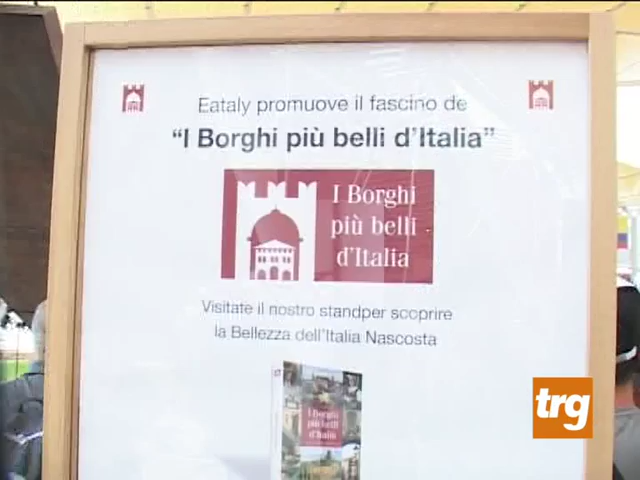 Eataly promuove il fascino de
“I Borghi più belli d’Italia”
I Borghi
più belli
d’Italia
Visitate il nostro standper scoprire
la Bellezza dell’Italia Nascosta
I Borghi
più belli
d’Italia
trg